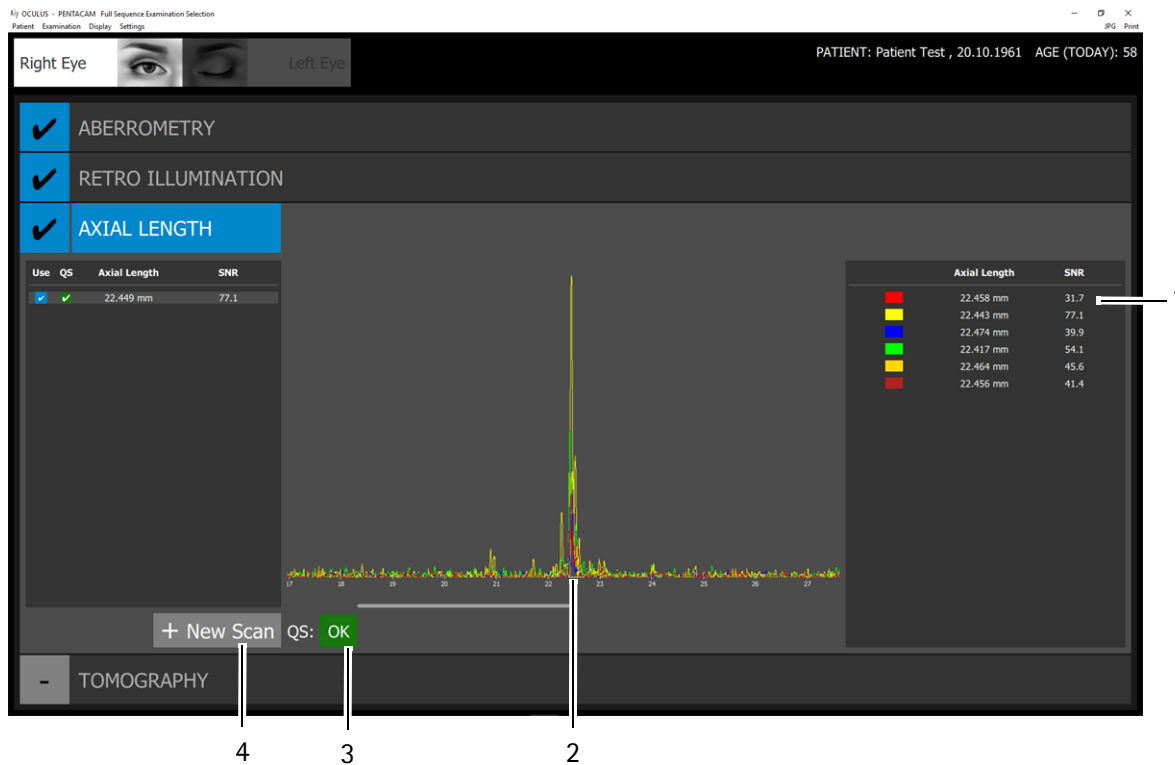 OCULUS - PENTACAM Full Sequence Examination Selection
Patient Examination Display Settings
JPG Print
Right Eye
Left Eye
PATIENT: Patient Test , 20.10.1961 AGE (TODAY): 58
ABERROMETRY
RETRO ILLUMINATION
AXIAL LENGTH
Use QS Axial Length SNR
22.449 mm 77.1
Axial Length SNR
22.458 mm 31.7
22.443 mm 77.1
22.474 mm 39.9
22.417 mm 54.1
22.464 mm 45.6
22.456 mm 41.4
17 18 19 20 21 22 23 24 25 26 27
+ New Scan QS: OK
- TOMOGRAPHY
4 3 2